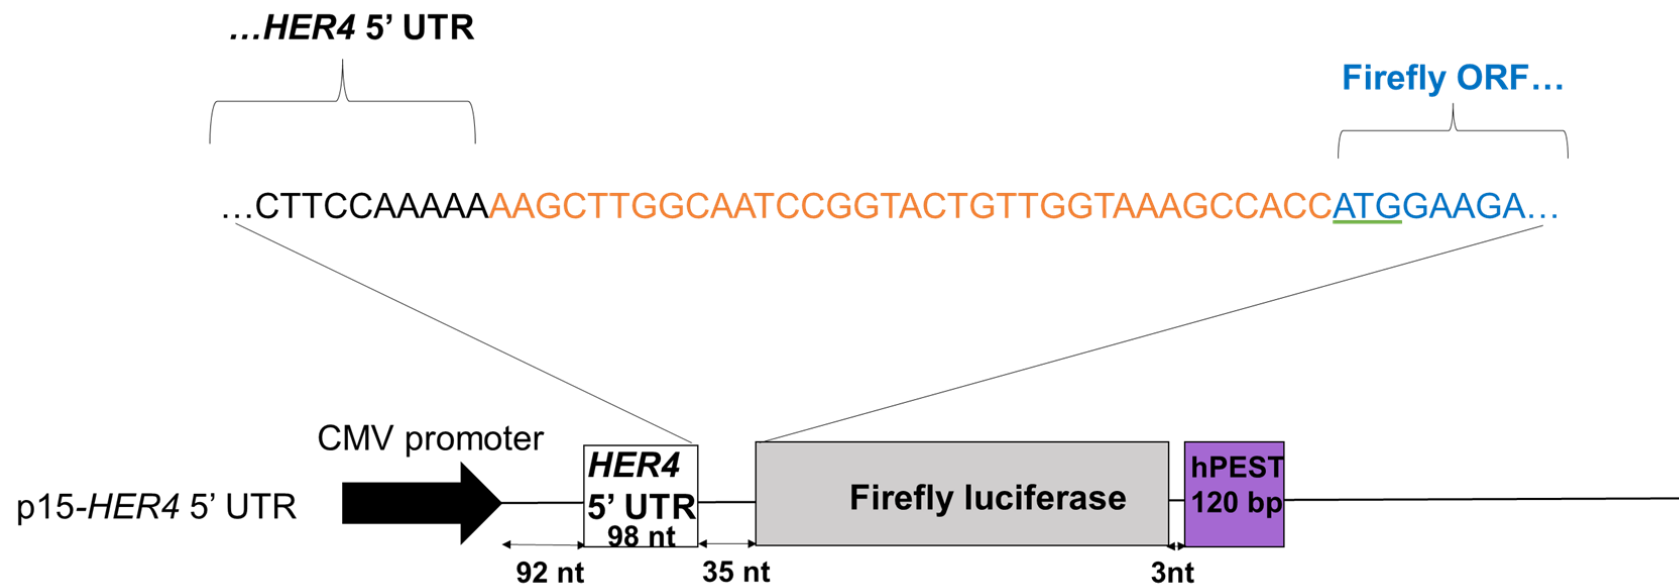 ...HER4 5’ UTR
Firefly ORF...
...CTTCCAAAAAAAGCTTGGCAATCCGGTACTGTTGGTAAAGCCACCATGGAAGA...
CMV promoter
p15-HER4 5’ UTR
HER4
5’ UTR
98 nt
Firefly luciferase
hPEST
120 bp
92 nt
35 nt
3nt